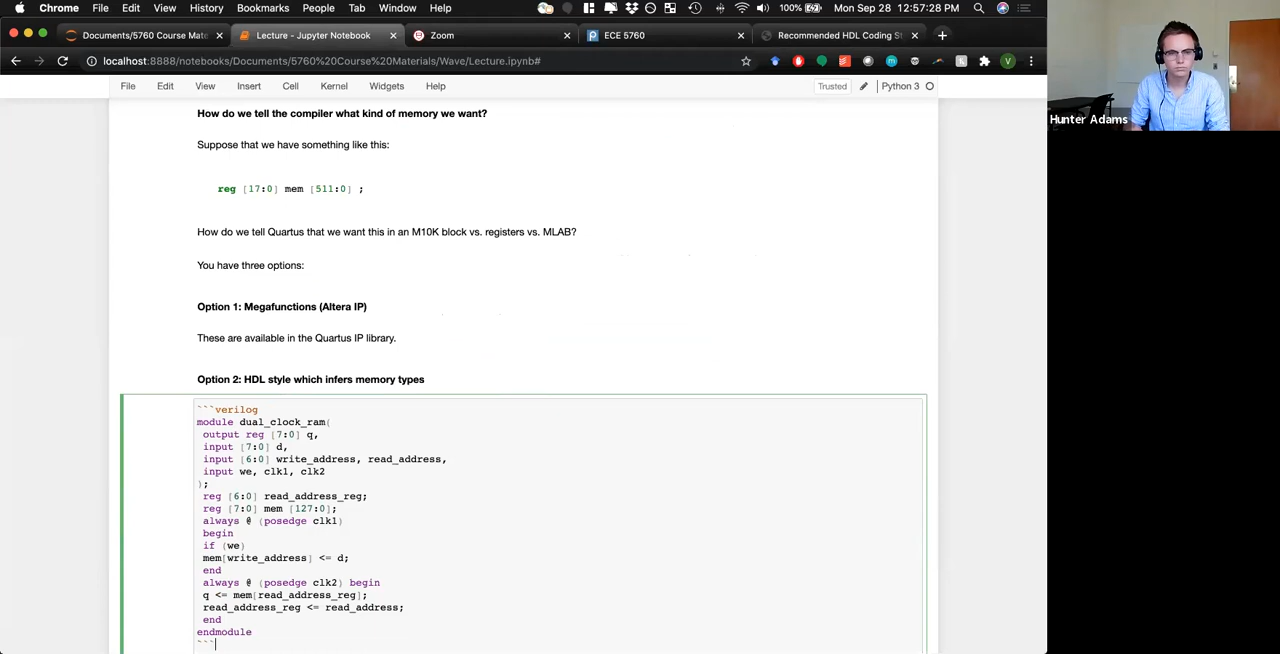 Chrome File Edit View History Bookmarks People Tab Window Help 100% Mon Sep 28 12:57:28 PM
Documents/5760 Course Mate Lecture - Jupyter Notebook Zoom ECE 5760 Recommended HDL Coding St
localhost:8888/notebooks/Documents/5760%20Course%20Materials/Wave/Lecture.ipynb#
File Edit View Insert Cell Kernel Widgets Help Trusted Python 3
Hunter Adams
How do we tell the compiler what kind of memory we want?
Suppose that we have something like this:
reg [17:0] mem [511:0] ;
How do we tell Quartus that we want this in an M10K block vs. registers vs. MLAB?
You have three options:
Option 1: Megafunctions (Altera IP)
These are available in the Quartus IP library.
Option 2: HDL style which infers memory types
```verilog
module dual_clock_ram(
output reg [7:0] q,
input [7:0] d,
input [6:0] write_address, read_address,
input we, clk1, clk2
);
reg [6:0] read_address_reg;
reg [7:0] mem [127:0];
always @ (posedge clk1)
begin
if (we)
mem[write_address] <= d;
end
always @ (posedge clk2) begin
q <= mem[read_address_reg];
read_address_reg <= read_address;
end
endmodule
```